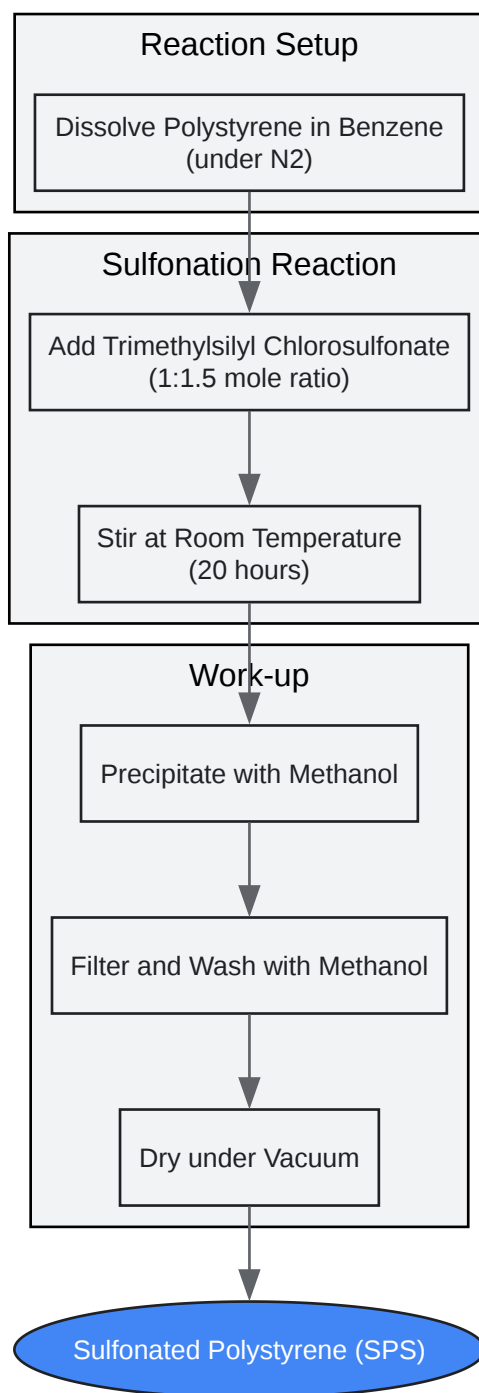 Reaction Setup
Dissolve Polystyrene in Benzene
(under N2)
Sulfonation Reaction
Add Trimethylsilyl Chlorosulfonate
(1:1.5 mole ratio)
Stir at Room Temperature
(20 hours)
Work-up
Precipitate with Methanol
Filter and Wash with Methanol
Dry under Vacuum
Sulfonated Polystyrene (SPS)